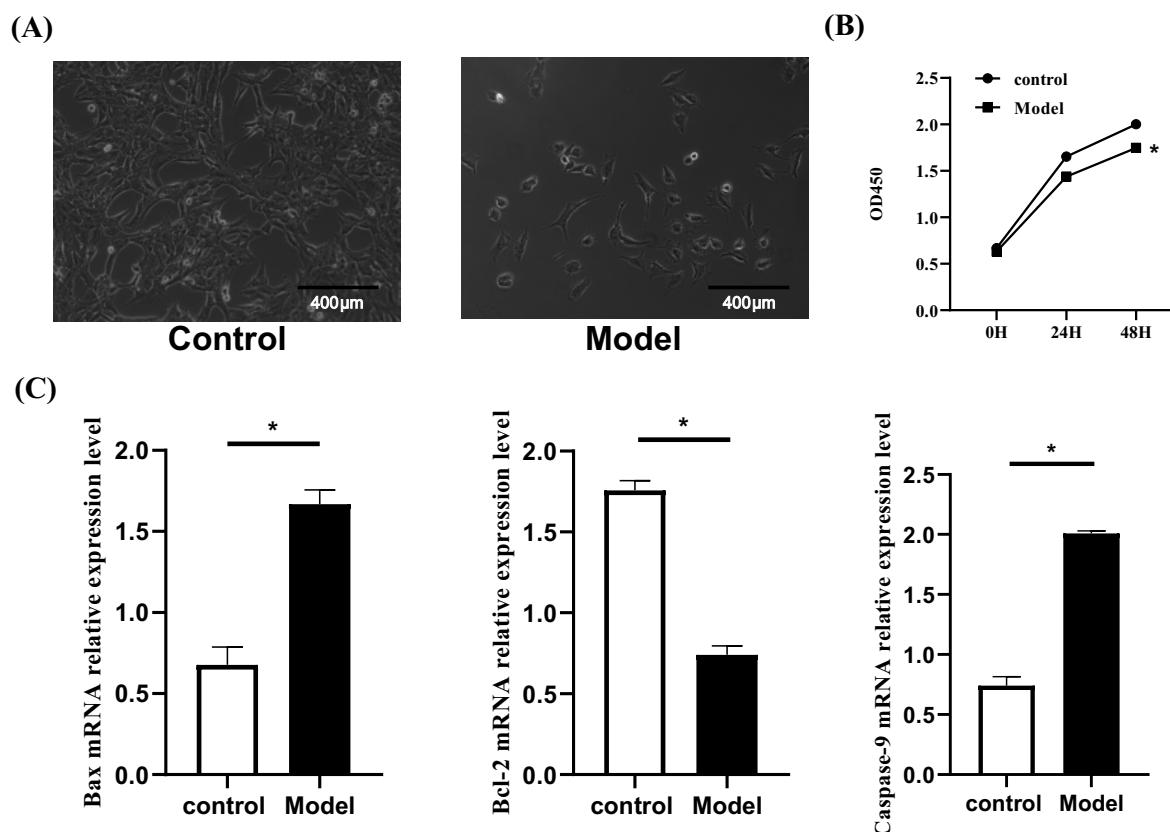 (A)
400µm
Control
400µm
Model
(B)
OD450
2.5
2.0
1.5
1.0
0.5
0.0
control
Model
*
0H 24H 48H
(C)
Bax mRNA relative expression level
2.0
1.5
1.0
0.5
0.0
*
control Model
Bcl-2 mRNA relative expression level
2.0
1.5
1.0
0.5
0.0
*
control Model
Caspase-9 mRNA relative expression level
2.5
2.0
1.5
1.0
0.5
0.0
*
control Model